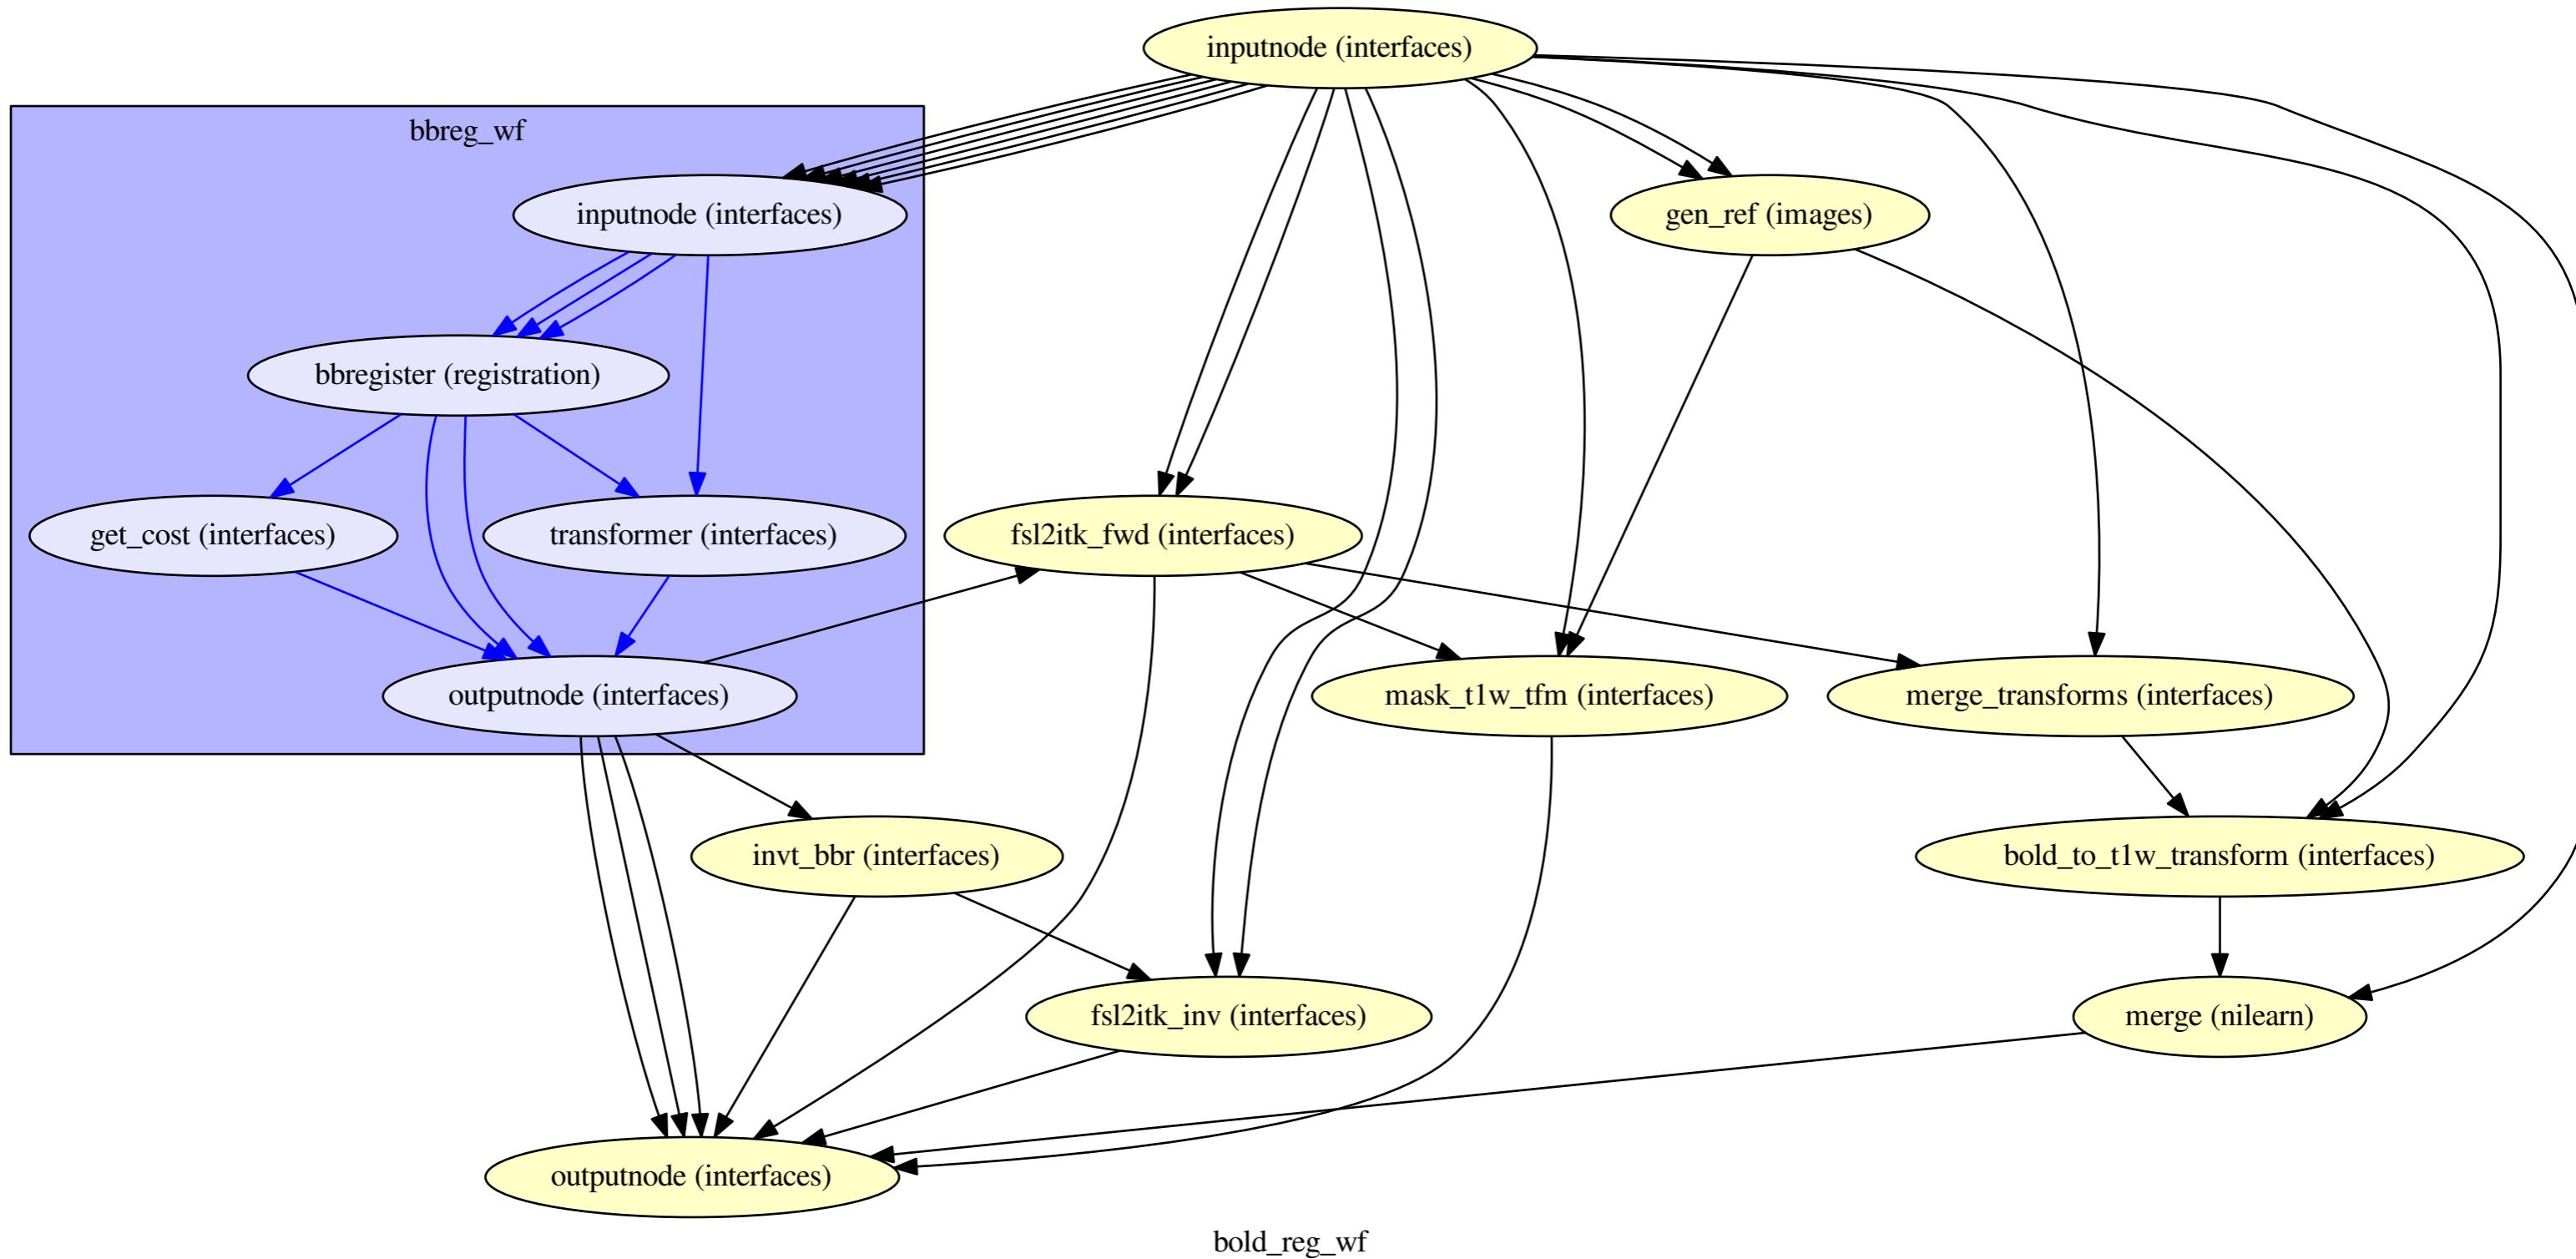 inputnode (interfaces)
bbreg_wf
inputnode (interfaces)
gen_ref (images)
bbregister (registration)
get_cost (interfaces)
transformer (interfaces)
fsl2itk_fwd (interfaces)
outputnode (interfaces)
mask_t1w_tfm (interfaces)
merge_transforms (interfaces)
invt_bbr (interfaces)
bold_to_t1w_transform (interfaces)
fsl2itk_inv (interfaces)
merge (nilearn)
outputnode (interfaces)
bold_reg_wf